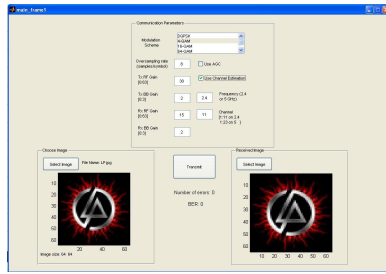 main_frame1
Communication Parameters
Modulation Scheme
DQPSK
4-QAM
16-QAM
64-QAM
Oversampling rate (samples/symbol)
8
Use AGC
Tx RF Gain [0:63]
30
Use Channel Estimation
Tx BB Gain [0:3]
2
2.4
Frequency (2.4 or 5 GHz)
Rx RF Gain [0:63]
15
11
Channel
1:11 on 2.4
1:23 on 5
Rx BB Gain [0:3]
2
Choose Image
Select Image
File Name: LP.jpg
10
20
30
40
50
60
20
40
60
Image size: 64 64
Transmit
Number of errors: 0
BER: 0
Received Image
Select Image
10
20
30
40
50
60
10
20
30
40
50
60